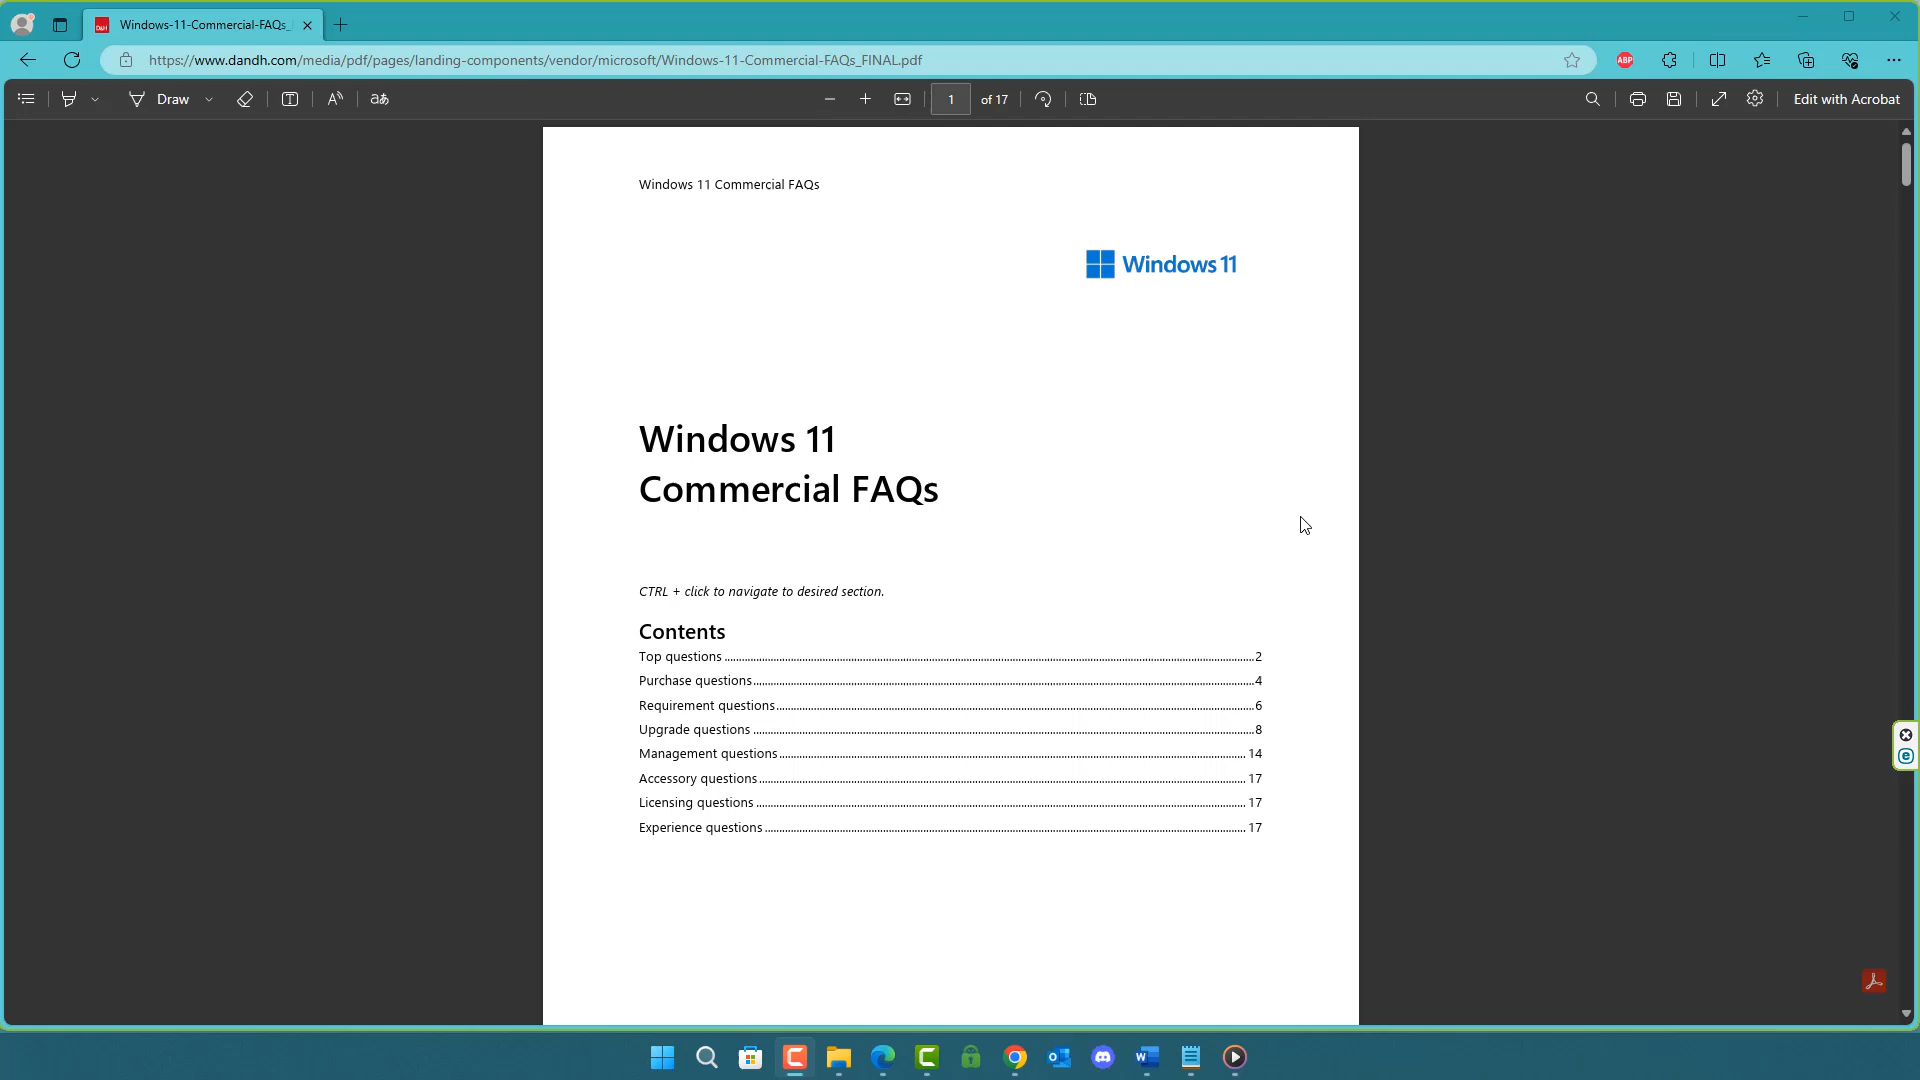 Windows-11-Commercial-FAQs_
https://www.dandh.com/media/pdf/pages/landing-components/vendor/microsoft/Windows-11-Commercial-FAQs_FINAL.pdf
ABP
Draw
1 of 17
Edit with Acrobat
Windows 11 Commercial FAQs
Windows 11
Windows 11
Commercial FAQs
CTRL + click to navigate to desired section.
Contents
Top questions 2
Purchase questions 4
Requirement questions 6
Upgrade questions 8
Management questions 14
Accessory questions 17
Licensing questions 17
Experience questions 17